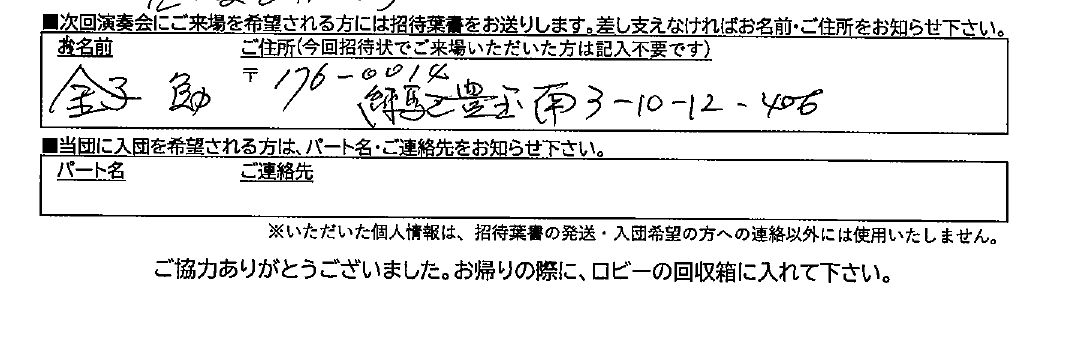 ■次回演奏会にご来場を希望される方には招待葉書をお送りします。差し支えなければお名前・ご住所をお知らせ下さい。
お名前 ご住所(今回招待状でご来場いただいた方は記入不要です)
金子 〒176-0014
練馬区豊玉南3-10-12-406
■当団に入団を希望される方は、パート名・ご連絡先をお知らせ下さい。
パート名 ご連絡先
※いただいた個人情報は、招待葉書の発送・入団希望の方への連絡以外には使用いたしません。
ご協力ありがとうございました。お帰りの際に、ロビーの回収箱に入れて下さい。